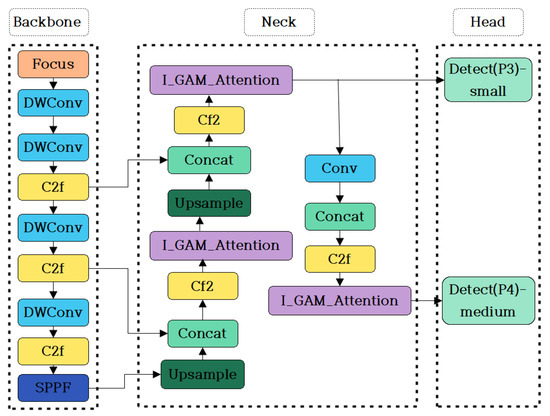 Backbone
Neck
Head
Focus
DWConv
DWConv
C2f
DWConv
C2f
DWConv
C2f
SPPF
I_GAM_Attention
Cf2
Concat
Upsample
I_GAM_Attention
Cf2
Concat
Upsample
Conv
Concat
C2f
I_GAM_Attention
Detect(P3)-
small
Detect(P4)-
medium